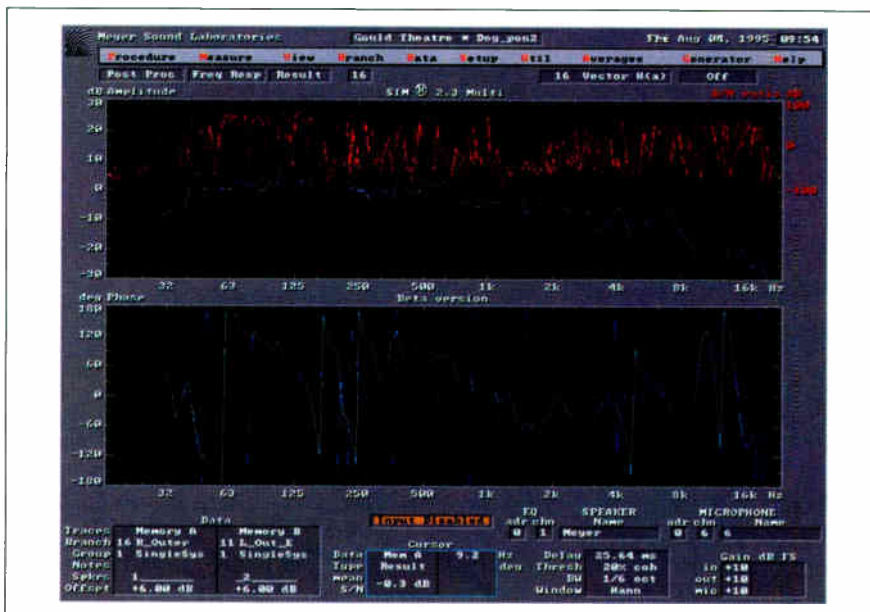 Meyer Sound Laboratories Gould Theatre Aug 04, 1995 09:54
Procedure Measure View Branch Data Setup Util Averages Generator Help
Post Proc Freq Resp Result 16 16 Vector Off
dB Amplitude SIM ® 2.3 Multi
30
20
10
0
-10
-20
-30
32 63 125 250 500 1k 2k 4k 8k 16k Hz
deg Phase Beta version
180
120
60
0
-60
-120
-180
32 63 125 250 500 1k 2k 4k 8k 16k Hz
Data Input Disabled EQ SPEAKER MICROPHONE
Traces Memory A Memory B adr chn Name adr chn Name
Branch 16 R_Outer 11 L_Out_E Cursor 0 1 Meyer 0 6 6
Group 1 SingleSys 1 SingleSys Data Mem A 9.2 Hz Delay 25.64 ms Gain dB FS
Notes Type Result deg Thresh 20% coh in +10
Spkrs 1 2 mean -0.3 dB BW 1/6 oct out +10
Offset +6.00 dB +6.00 dB S/N Window Hann mic +10